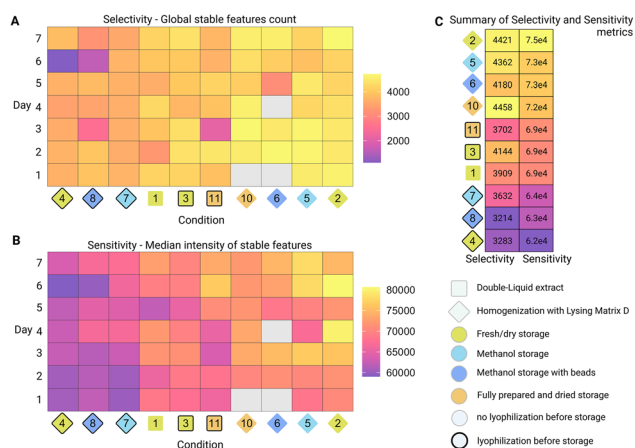 A
Selectivity - Global stable features count
7
6
5
Day 4
3
2
1
4000
3000
2000
4 8 7 1 3 11 10 6 5 2
Condition
B
Sensitivity - Median intensity of stable features
7
6
5
Day 4
3
2
1
80000
75000
70000
65000
60000
4 8 7 1 3 11 10 6 5 2
Condition
C
Summary of Selectivity and Sensitivity
metrics
2 4421 7.5e4
5 4362 7.3e4
6 4180 7.3e4
10 4458 7.2e4
11 3702 6.9e4
3 4144 6.9e4
1 3909 6.9e4
7 3632 6.4e4
8 3214 6.3e4
4 3283 6.2e4
Selectivity Sensitivity
Double-Liquid extract
Homogenization with Lysing Matrix D
Fresh/dry storage
Methanol storage
Methanol storage with beads
Fully prepared and dried storage
no lyophilization before storage
lyophilization before storage